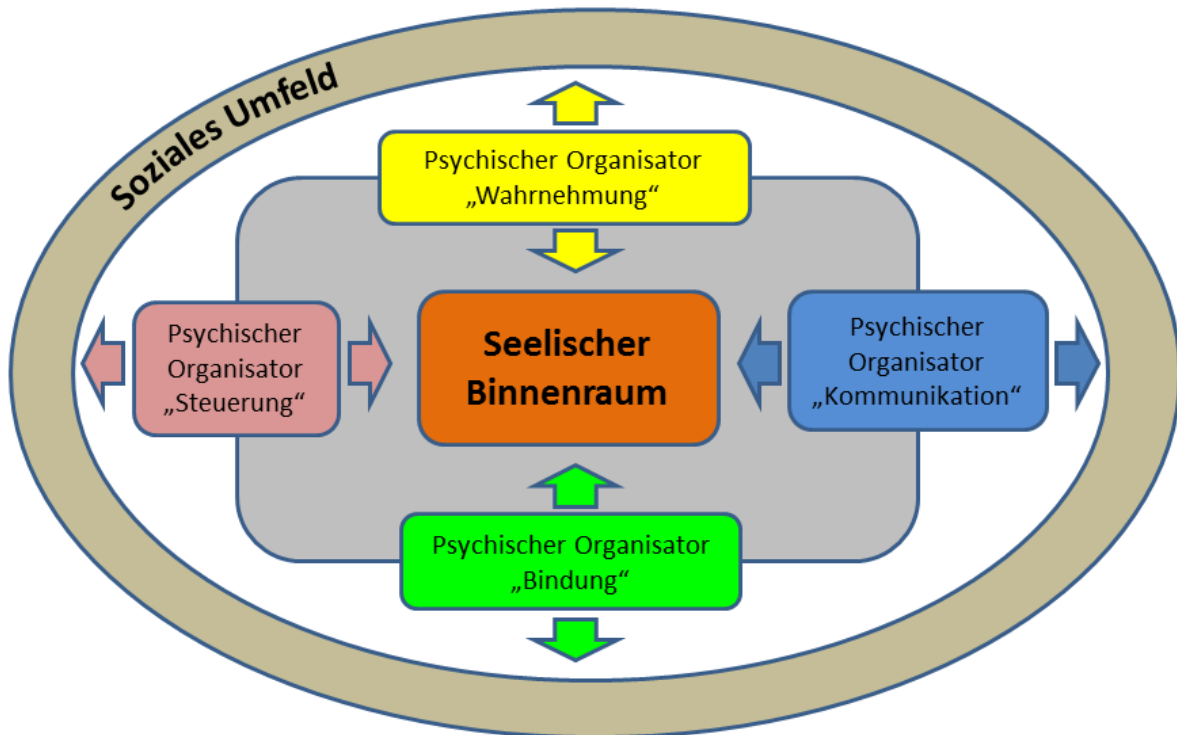 Soziales Umfeld
Psychischer Organisator
„Wahrnehmung“
Psychischer
Organisator
„Steuerung“
Seelischer
Binnenraum
Psychischer
Organisator
„Kommunikation“
Psychischer Organisator
„Bindung“